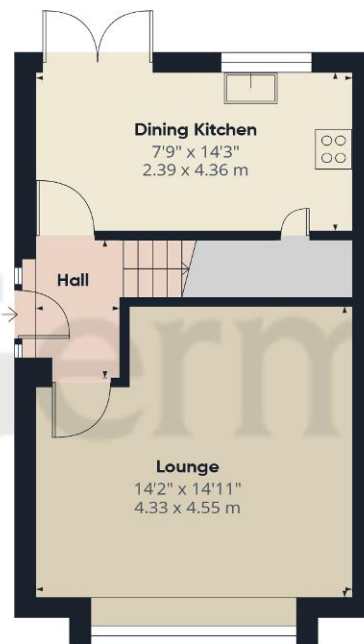 Dining Kitchen
7'9" x 14'3"
2.39 x 4.36 m
Hall
Lounge
14'2" x 14'11"
4.33 x 4.55 m